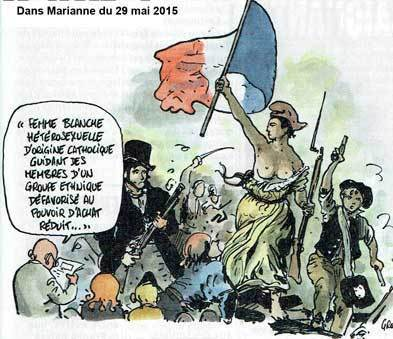 Dans Marianne du 29 mai 2015
« FEMME BLANCHE
HÉTÉROSEXUELLE
D'ORIGINE CATHOLIQUE
GUIDANT DES
MEMBRES D'UN
GROUPE ETHNIQUE
DÉFAVORISÉ AU
POUVOIR D'ACHAT
RÉDUIT... »